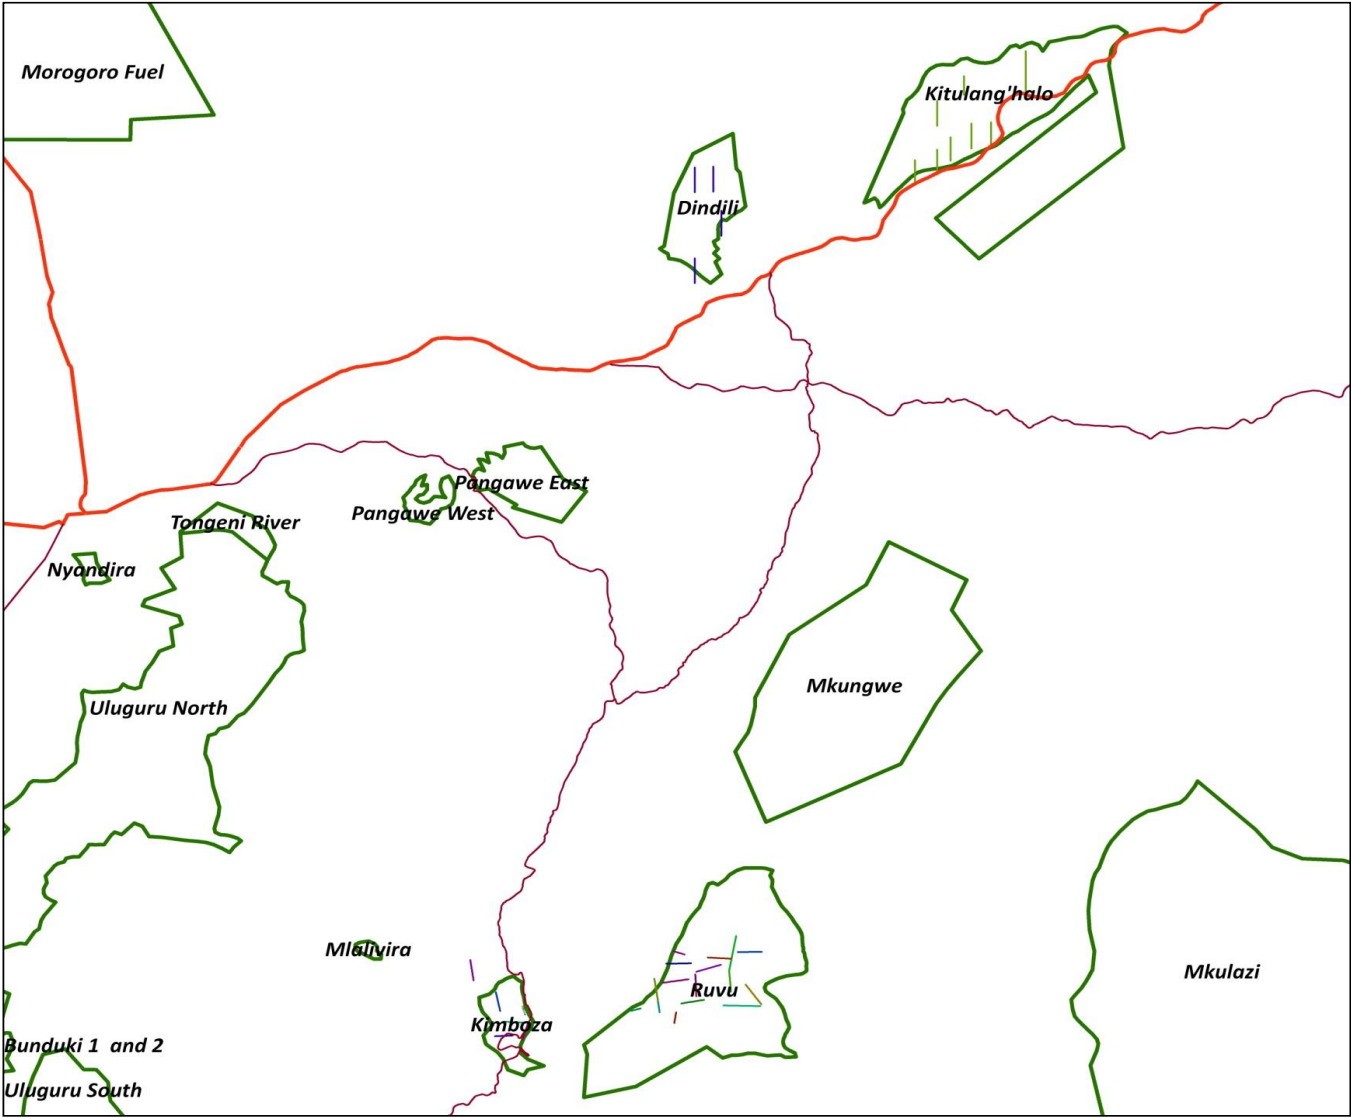 Morogoro Fuel
Kitulang'halo
Dindili
Pangawe East
Pangawe West
Tongeni River
Nyandira
Mkungwe
Uluguru North
Mlalivira
Mkulazi
Ruvu
Kimboza
Bunduki 1 and 2
Uluguru South